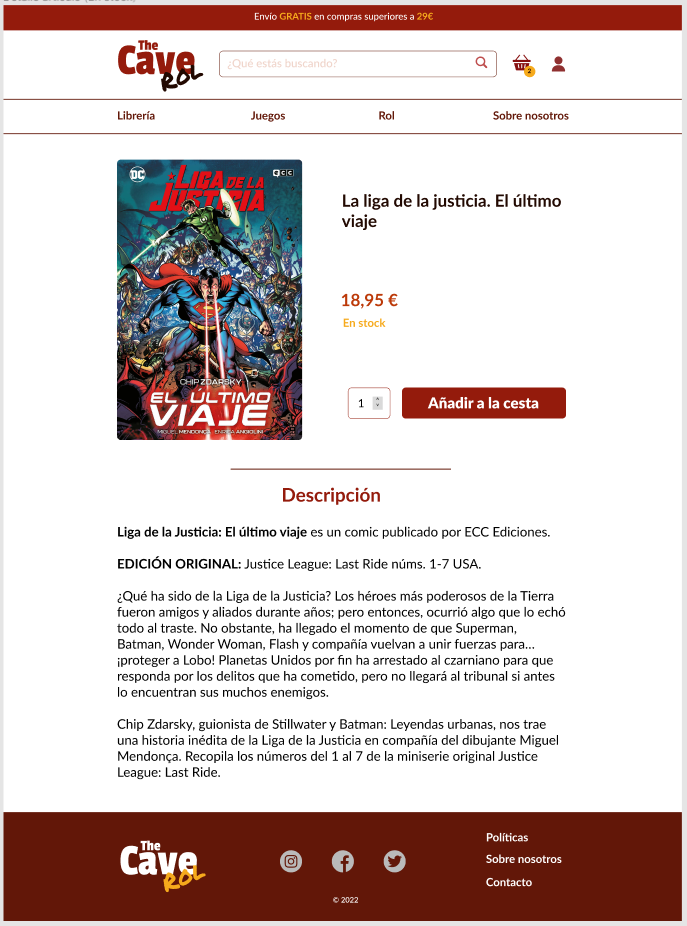 Envío GRATIS en compras superiores a 29€
The
Cave
ROL
¿Qué estás buscando?
2
Librería
Juegos
Rol
Sobre nosotros
DC
ECC
LIGA DE LA
JUSTICIA
CHIP ZDARSKY
EL ÚLTIMO
VIAJE
MIGUEL MENDONÇA
La liga de la justicia. El último
viaje
18,95 €
En stock
1
Añadir a la cesta
Descripción
Liga de la Justicia: El último viaje es un comic publicado por ECC Ediciones.
EDICIÓN ORIGINAL: Justice League: Last Ride núms. 1-7 USA.
¿Qué ha sido de la Liga de la Justicia? Los héroes más poderosos de la Tierra
fueron amigos y aliados durante años; pero entonces, ocurrió algo que lo echó
todo al traste. No obstante, ha llegado el momento de que Superman,
Batman, Wonder Woman, Flash y compañía vuelvan a unir fuerzas para...
¡proteger a Lobo! Planetas Unidos por fin ha arrestado al czarniano para que
responda por los delitos que ha cometido, pero no llegará al tribunal si antes
lo encuentran sus muchos enemigos.
Chip Zdarsky, guionista de Stillwater y Batman: Leyendas urbanas, nos trae
una historia inédita de la Liga de la Justicia en compañía del dibujante Miguel
Mendonça. Recopila los números del 1 al 7 de la miniserie original Justice
League: Last Ride.
The
Cave
ROL
Políticas
Sobre nosotros
Contacto
© 2022